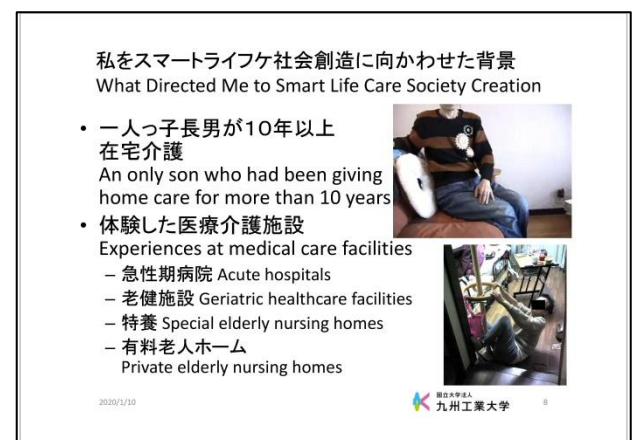 私をスマートライフケ社会創造に向かわせた背景
What Directed Me to Smart Life Care Society Creation
• 一人っ子長男が１０年以上
在宅介護
An only son who had been giving
home care for more than 10 years
• 体験した医療介護施設
Experiences at medical care facilities
– 急性期病院 Acute hospitals
– 老健施設 Geriatric healthcare facilities
– 特養 Special elderly nursing homes
– 有料老人ホーム
Private elderly nursing homes
2020/1/10
国立大学法人
九州工業大学
8